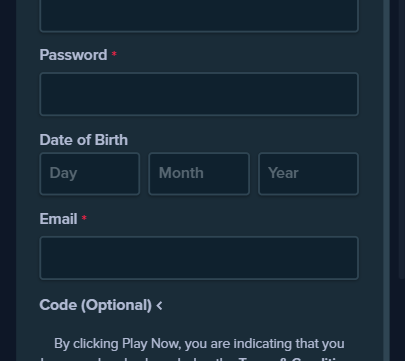 Password *
Date of Birth
Day Month Year
Email *
Code (Optional) <
By clicking Play Now, you are indicating that you